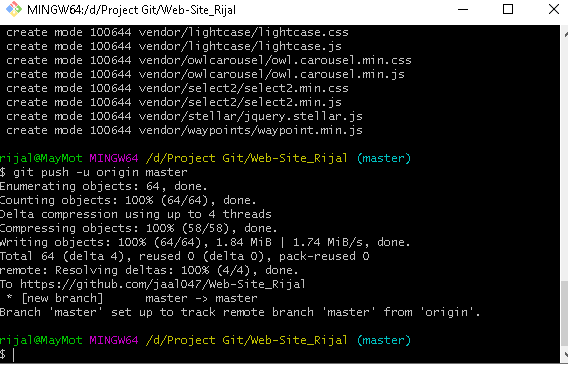 MINGW64:/d/Project Git/Web-Site_Rijal
create mode 100644 vendor/lightcase/lightcase.css
create mode 100644 vendor/lightcase/lightcase.js
create mode 100644 vendor/owlcarousel/owl.carousel.min.css
create mode 100644 vendor/owlcarousel/owl.carousel.min.js
create mode 100644 vendor/select2/select2.min.css
create mode 100644 vendor/select2/select2.min.js
create mode 100644 vendor/stellar/jquery.stellar.js
create mode 100644 vendor/waypoints/waypoint.min.js
rijal@MayMot MINGW64 /d/Project Git/Web-Site_Rijal (master)
$ git push -u origin master
Enumerating objects: 64, done.
Counting objects: 100% (64/64), done.
Delta compression using up to 4 threads
Compressing objects: 100% (58/58), done.
Writing objects: 100% (64/64), 1.84 MiB | 1.74 MiB/s, done.
Total 64 (delta 4), reused 0 (delta 0), pack-reused 0
remote: Resolving deltas: 100% (4/4), done.
To https://github.com/jaal047/Web-Site_Rijal
* [new branch] master -> master
Branch 'master' set up to track remote branch 'master' from 'origin'.
rijal@MayMot MINGW64 /d/Project Git/Web-Site_Rijal (master)
$